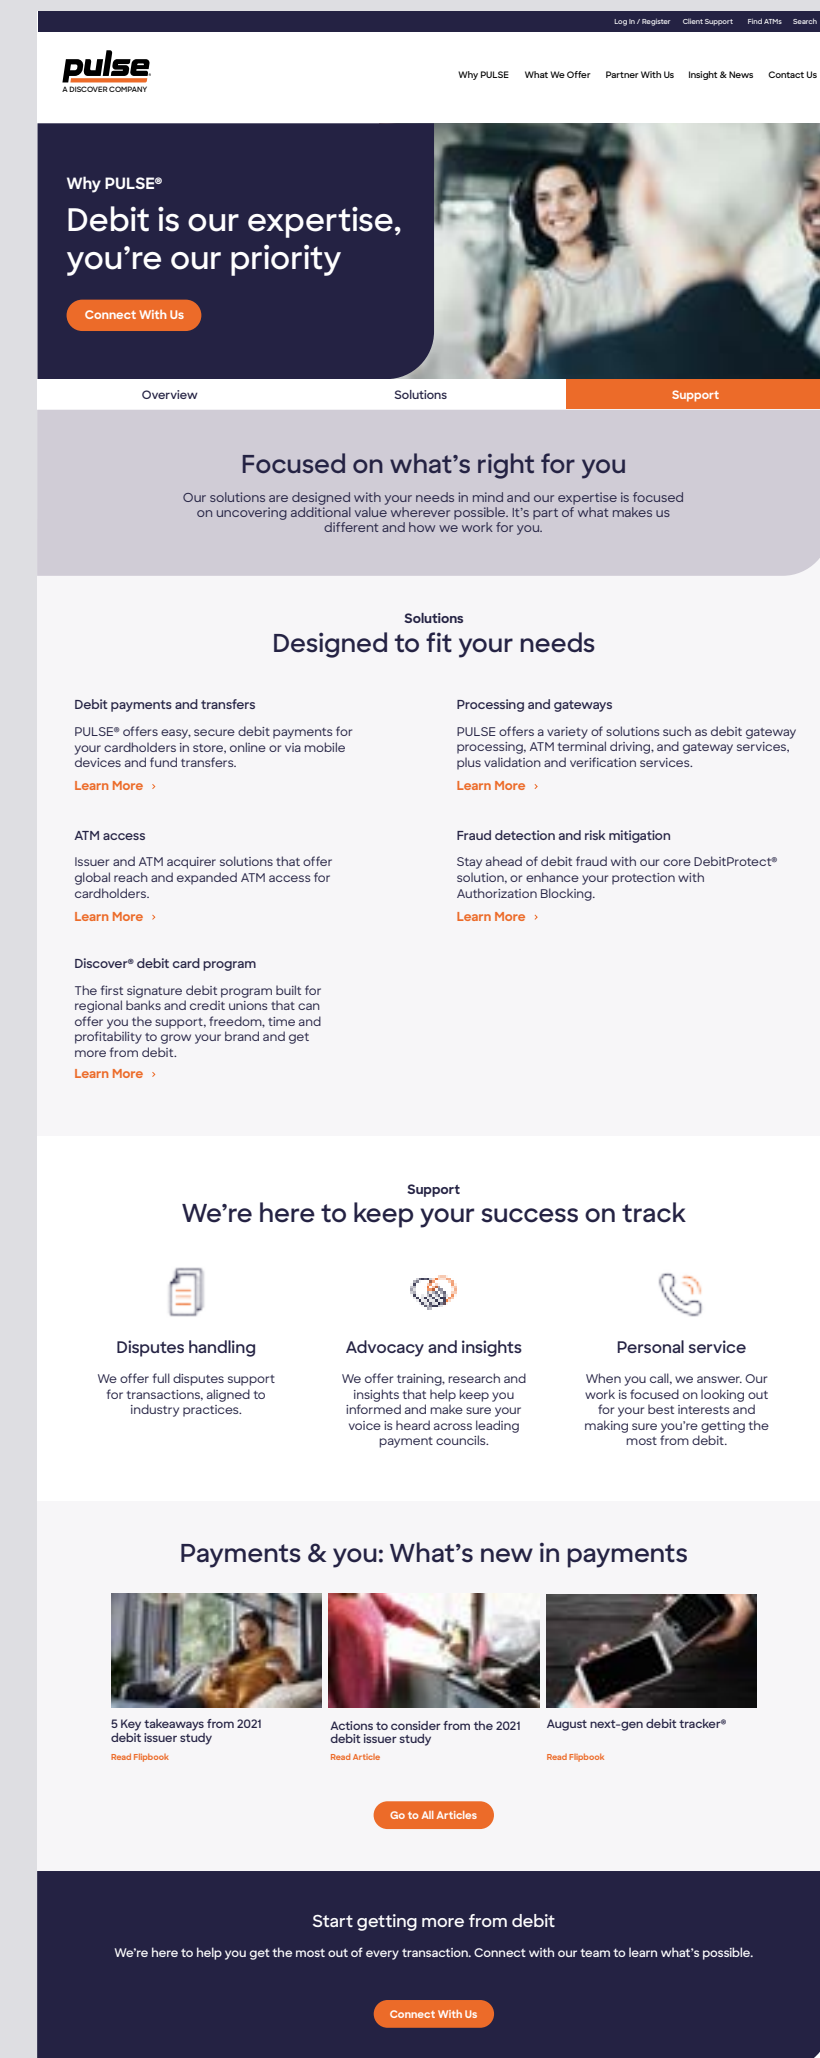 Log In / Register Client Support Find ATMs Search
pulse
A DISCOVER COMPANY
Why PULSE What We Offer Partner With Us Insight & News Contact Us
Why PULSE®
Debit is our expertise,
you're our priority
Connect With Us
Overview Solutions Support
Focused on what's right for you
Our solutions are designed with your needs in mind and our expertise is focused
on uncovering additional value wherever possible. It's part of what makes us
different and how we work for you.
Solutions
Designed to fit your needs
Debit payments and transfers
PULSE® offers easy, secure debit payments for
your cardholders in store, online or via mobile
devices and fund transfers.
Learn More ›
Processing and gateways
PULSE offers a variety of solutions such as debit gateway
processing, ATM terminal driving, and gateway services,
plus validation and verification services.
Learn More ›
ATM access
Issuer and ATM acquirer solutions that offer
global reach and expanded ATM access for
cardholders.
Learn More ›
Fraud detection and risk mitigation
Stay ahead of debit fraud with our core DebitProtect®
solution, or enhance your protection with
Authorization Blocking.
Learn More ›
Discover® debit card program
The first signature debit program built for
regional banks and credit unions that can
offer you the support, freedom, time and
profitability to grow your brand and get
more from debit.
Learn More ›
Support
We're here to keep your success on track
Disputes handling
We offer full disputes support
for transactions, aligned to
industry practices.
Advocacy and insights
We offer training, research and
insights that help keep you
informed and make sure your
voice is heard across leading
payment councils.
Personal service
When you call, we answer. Our
work is focused on looking out
for your best interests and
making sure you're getting the
most from debit.
Payments & you: What's new in payments
5 Key takeaways from 2021
debit issuer study
Read Flipbook
Actions to consider from the 2021
debit issuer study
Read Article
August next-gen debit tracker®
Read Flipbook
Go to All Articles
Start getting more from debit
We're here to help you get the most out of every transaction. Connect with our team to learn what's possible.
Connect With Us